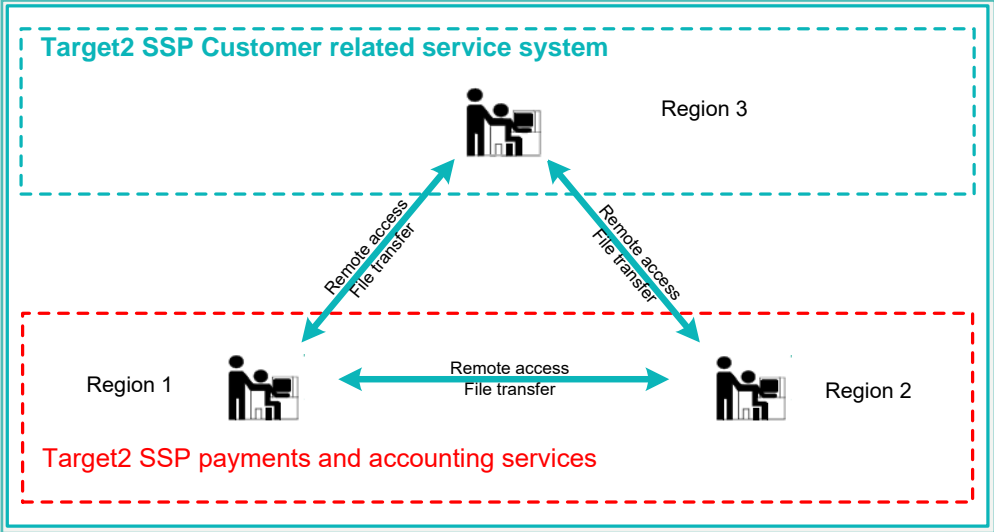 Target2 SSP Customer related service system
Region 3
Remote access
File transfer
Remote access
File transfer
Region 1
Remote access
File transfer
Region 2
Target2 SSP payments and accounting services